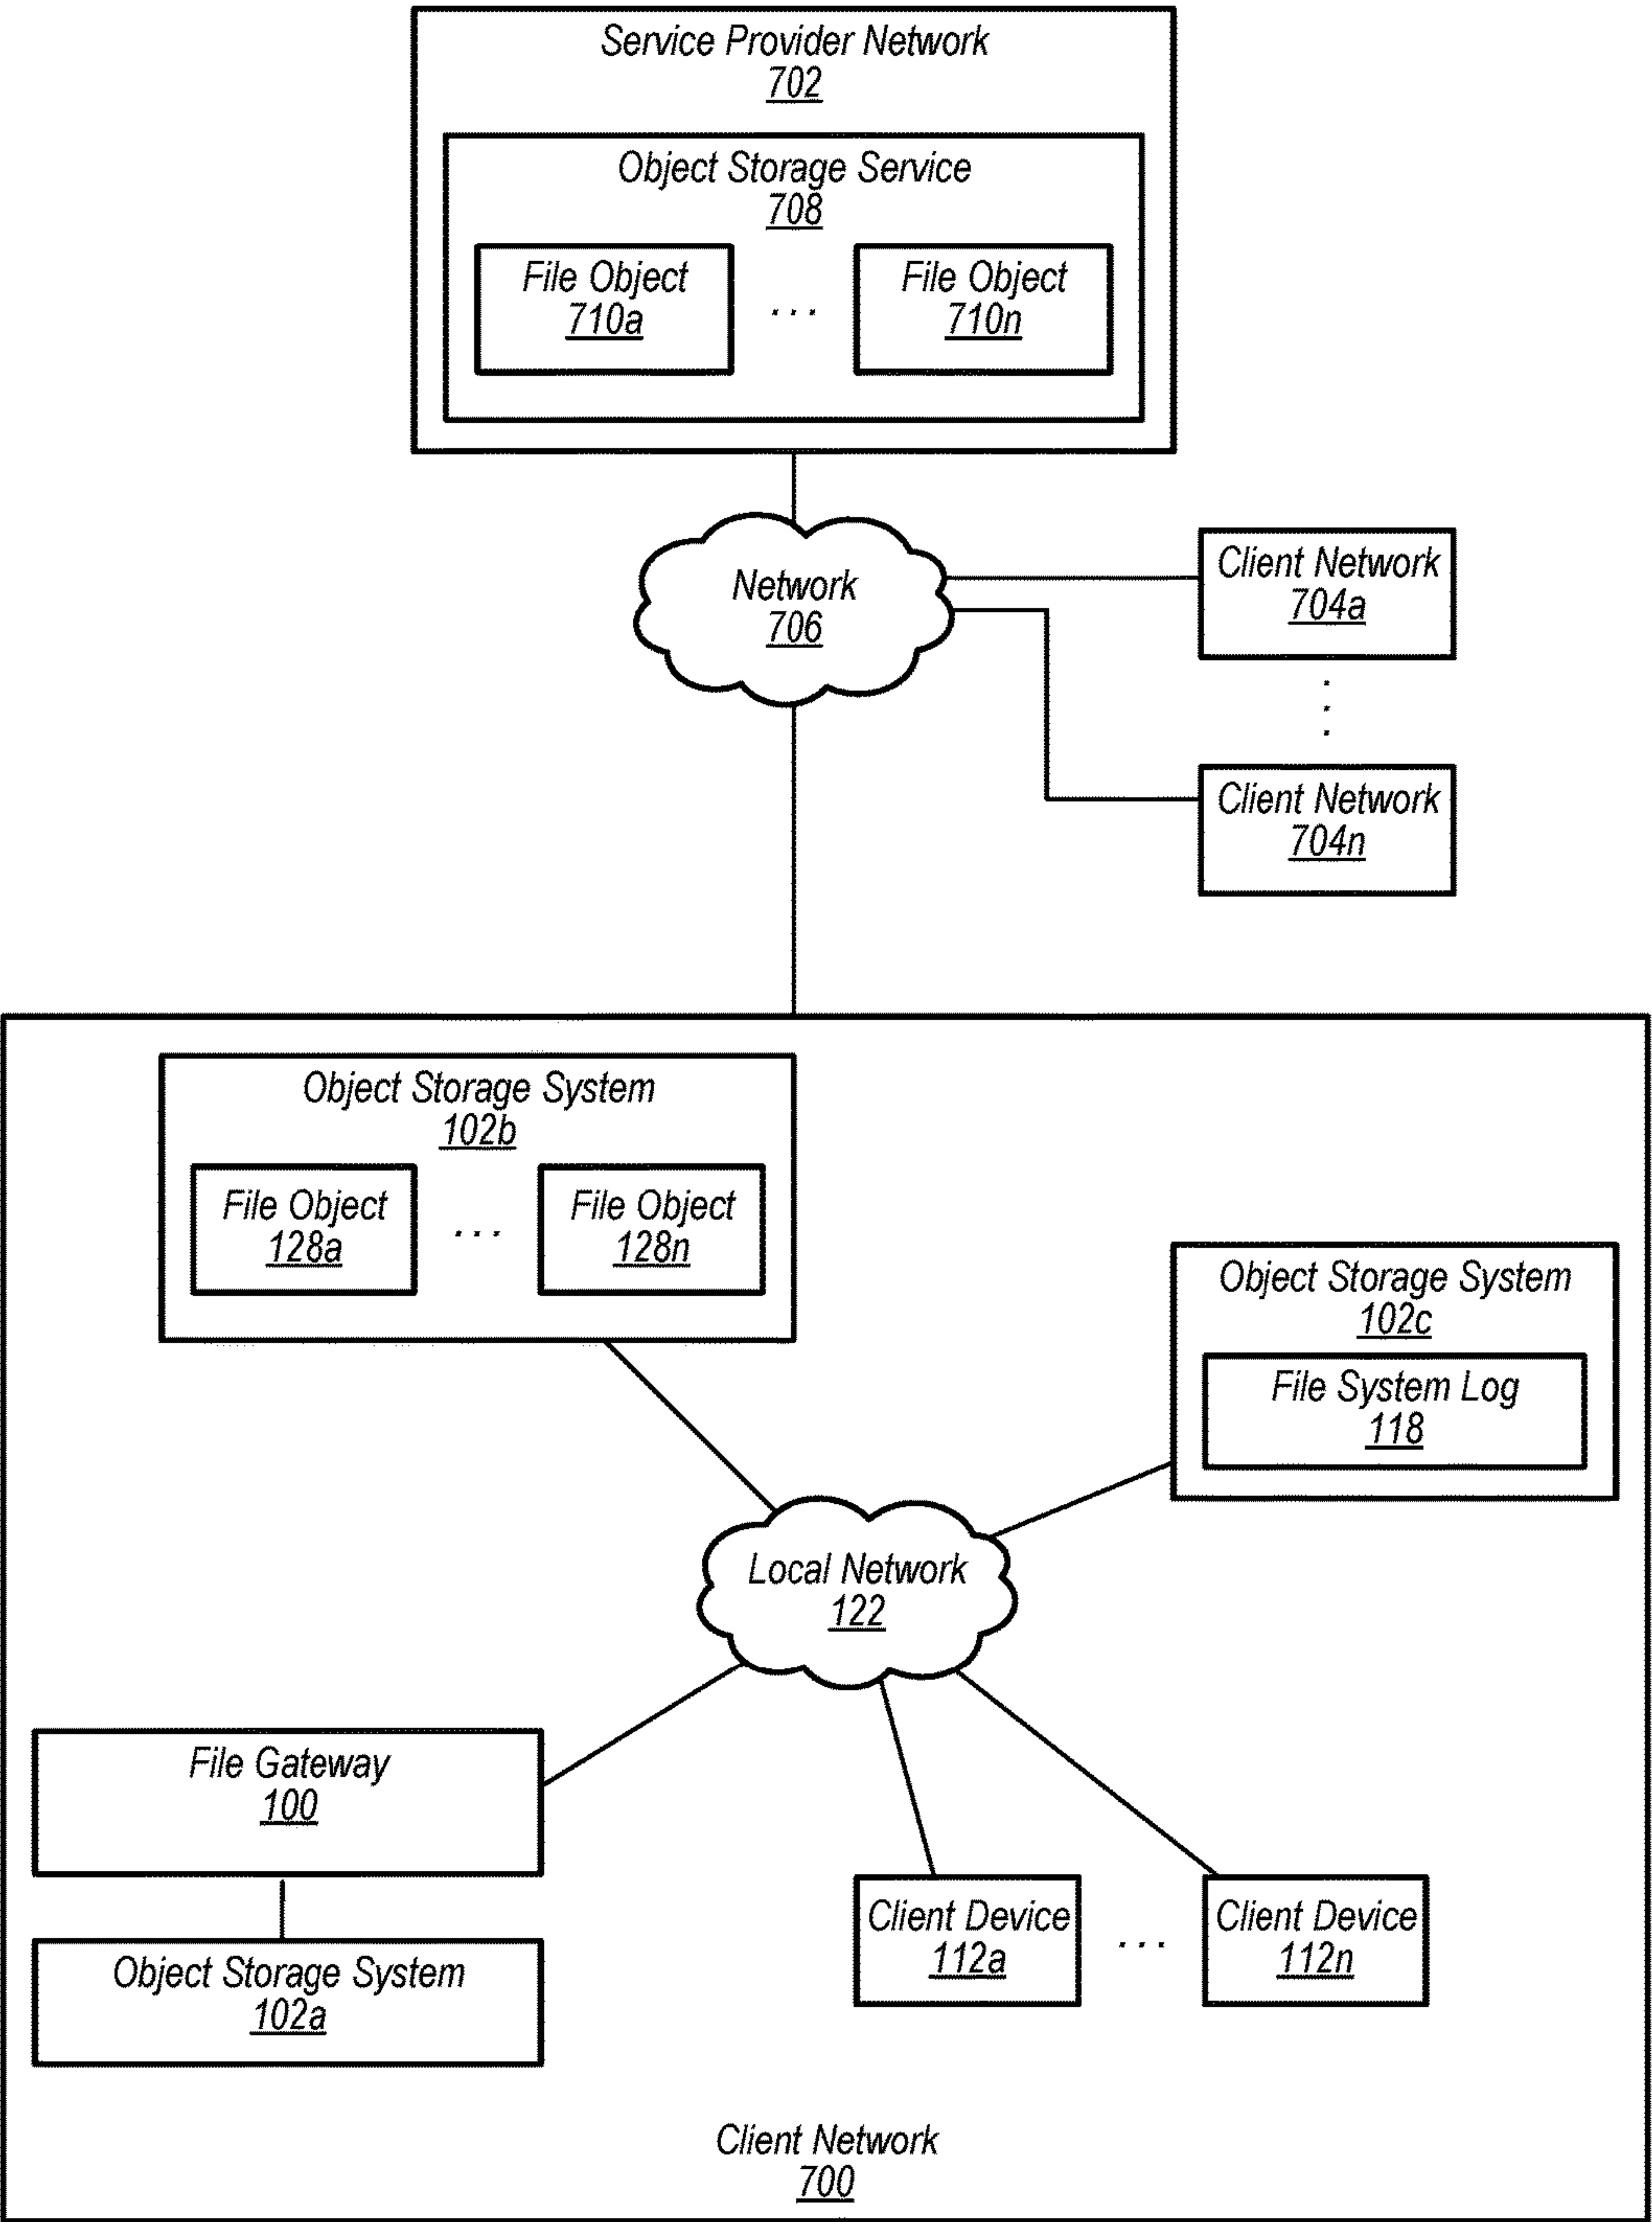 Service Provider Network
702
Object Storage Service
708
File Object
710a
. . .
File Object
710n
Network
706
Client Network
704a
.
.
.
Client Network
704n
Object Storage System
102b
File Object
128a
. . .
File Object
128n
Object Storage System
102c
File System Log
118
Local Network
122
File Gateway
100
Object Storage System
102a
Client Device
112a
. . .
Client Device
112n
Client Network
700